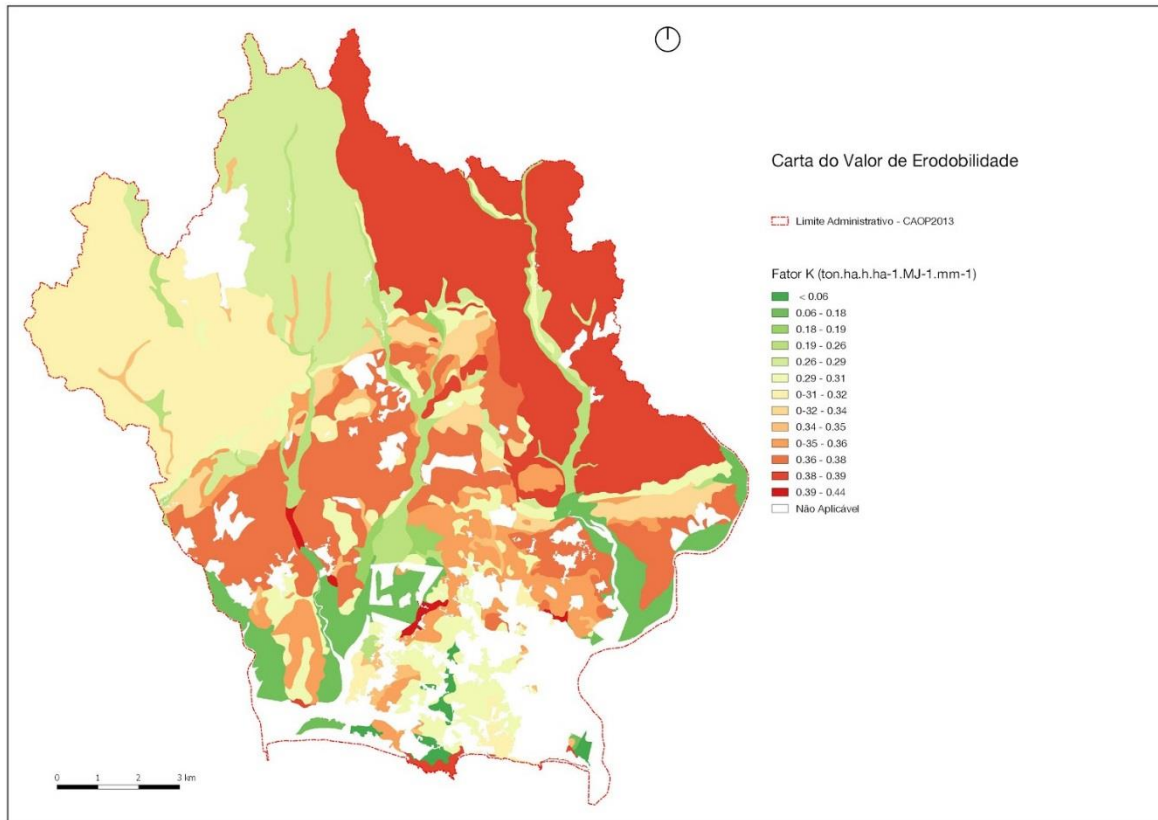 Carta do Valor de Erodobilidade
Limite Administrativo - CAOP2013
Fator K (ton.ha.h.ha-1.MJ-1.mm-1)
< 0.06
0.06 - 0.18
0.18 - 0.19
0.19 - 0.26
0.26 - 0.29
0.29 - 0.31
0-31 - 0.32
0-32 - 0.34
0.34 - 0.35
0-35 - 0.36
0.36 - 0.38
0.38 - 0.39
0.39 - 0.44
Não Aplicável
0 1 2 3 km